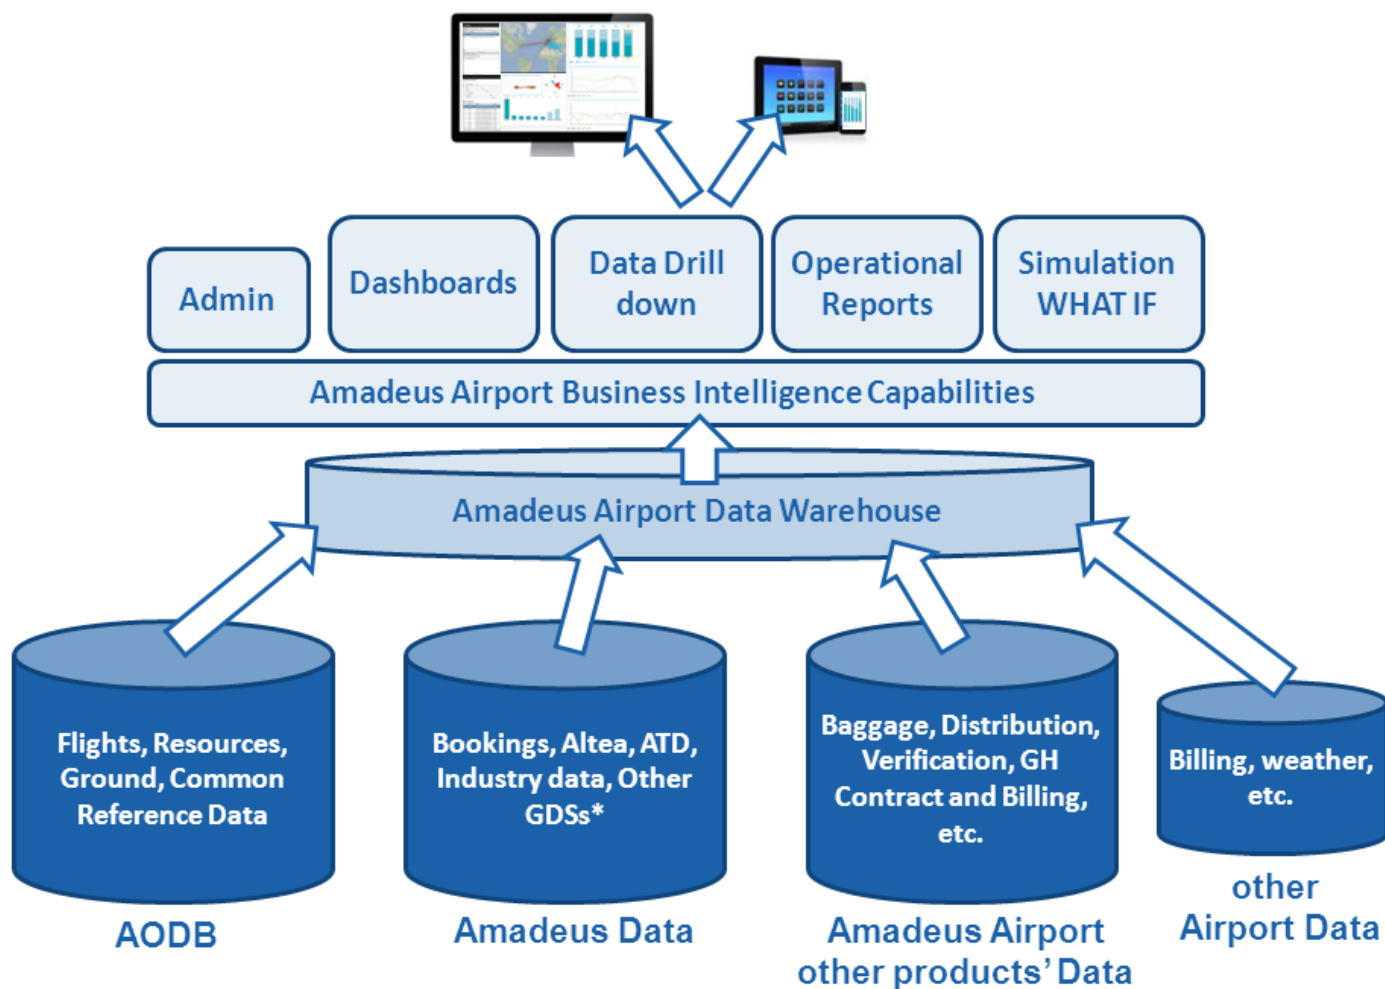 Admin
Dashboards
Data Drill
down
Operational
Reports
Simulation
WHAT IF
Amadeus Airport Business Intelligence Capabilities
Amadeus Airport Data Warehouse
Flights, Resources,
Ground, Common
Reference Data
Bookings, Altea, ATD,
Industry data, Other
GDSs*
Baggage, Distribution,
Verification, GH
Contract and Billing,
etc.
Billing, weather,
etc.
AODB
Amadeus Data
Amadeus Airport
other products’ Data
other
Airport Data